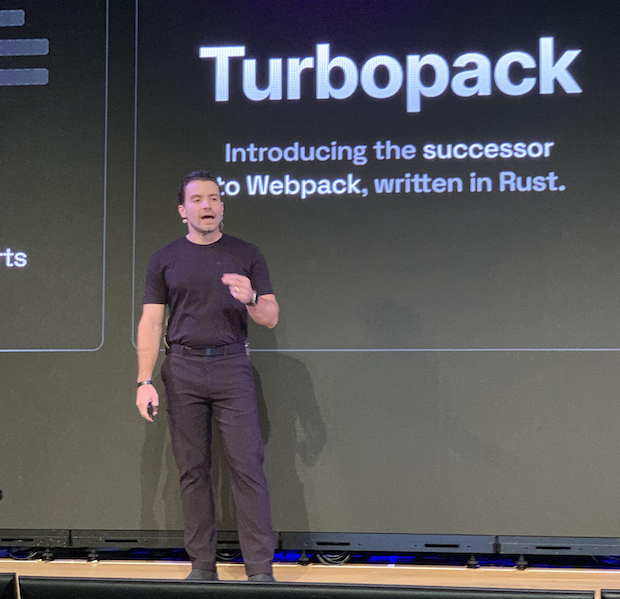 Turbopack
Introducing the successor
to Webpack, written in Rust.
rts